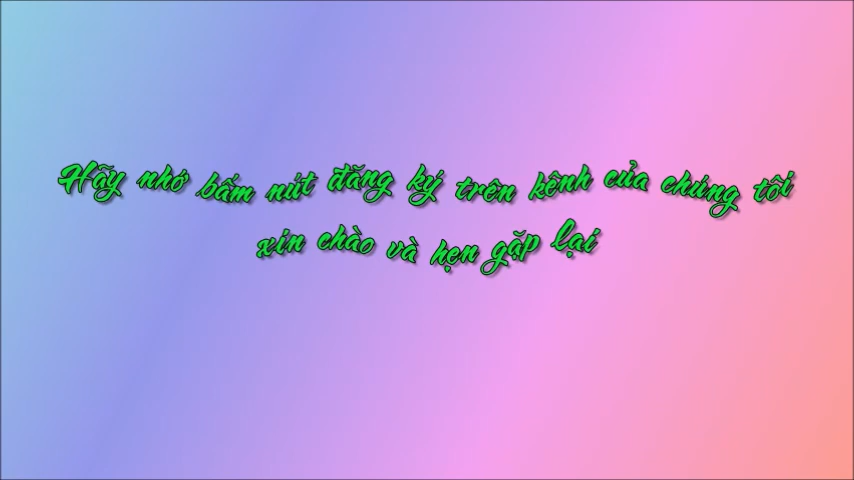 Hãy nhớ bấm nút đăng ký trên kênh của chúng tôi
xin chào và hẹn gặp lại